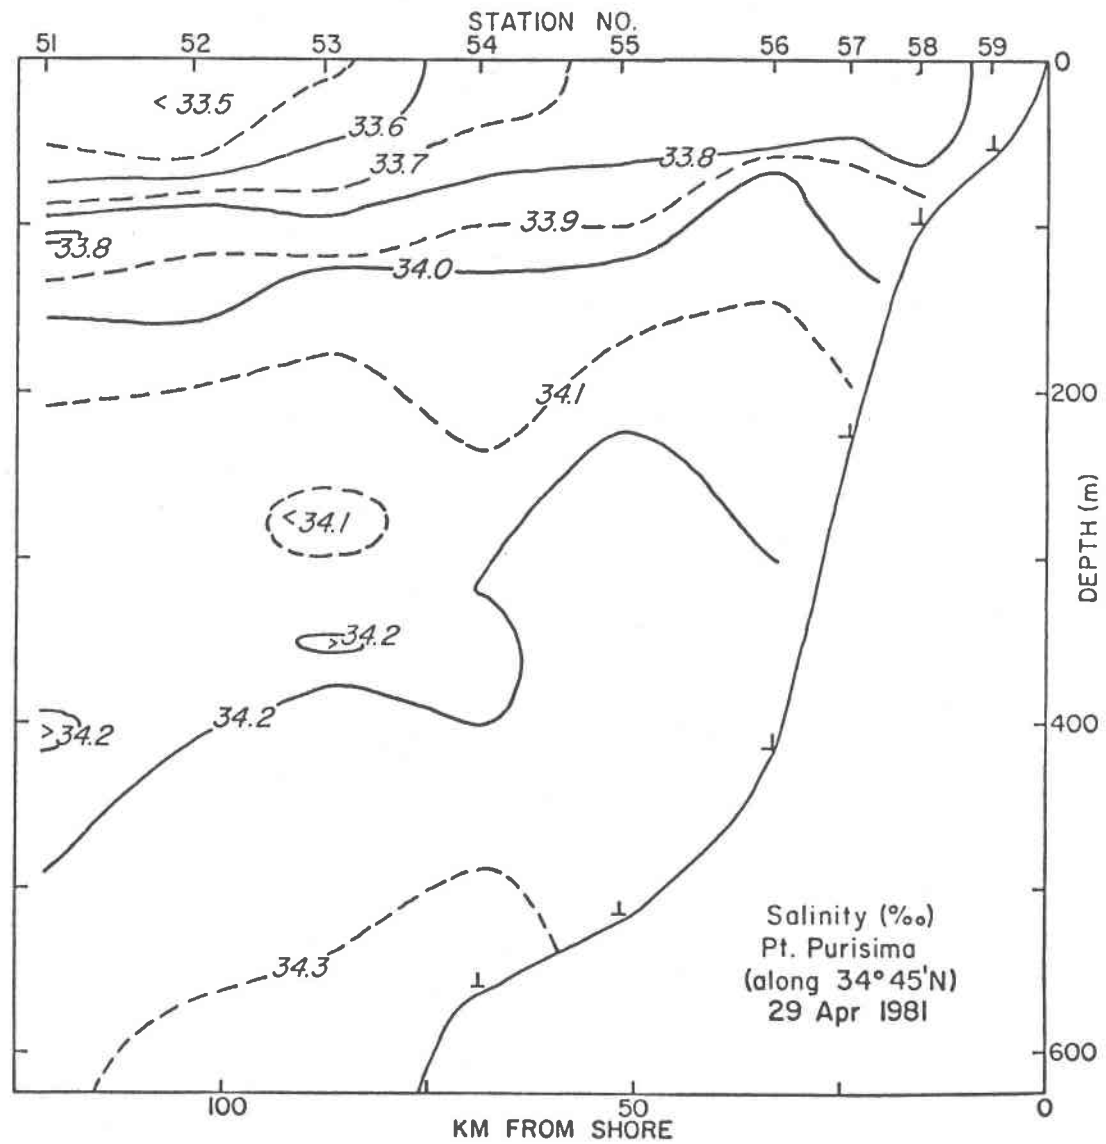 STATION NO.
51 52 53 54 55 56 57 58 59
0
< 33.5
33.6
33.7
33.8
33.9
33.8
34.0
34.1
200
<34.1
DEPTH (m)
>34.2
34.2
>34.2
400
34.3
Salinity (‰)
Pt. Purisima
(along 34°45'N)
29 Apr 1981
600
100 50 0
KM FROM SHORE